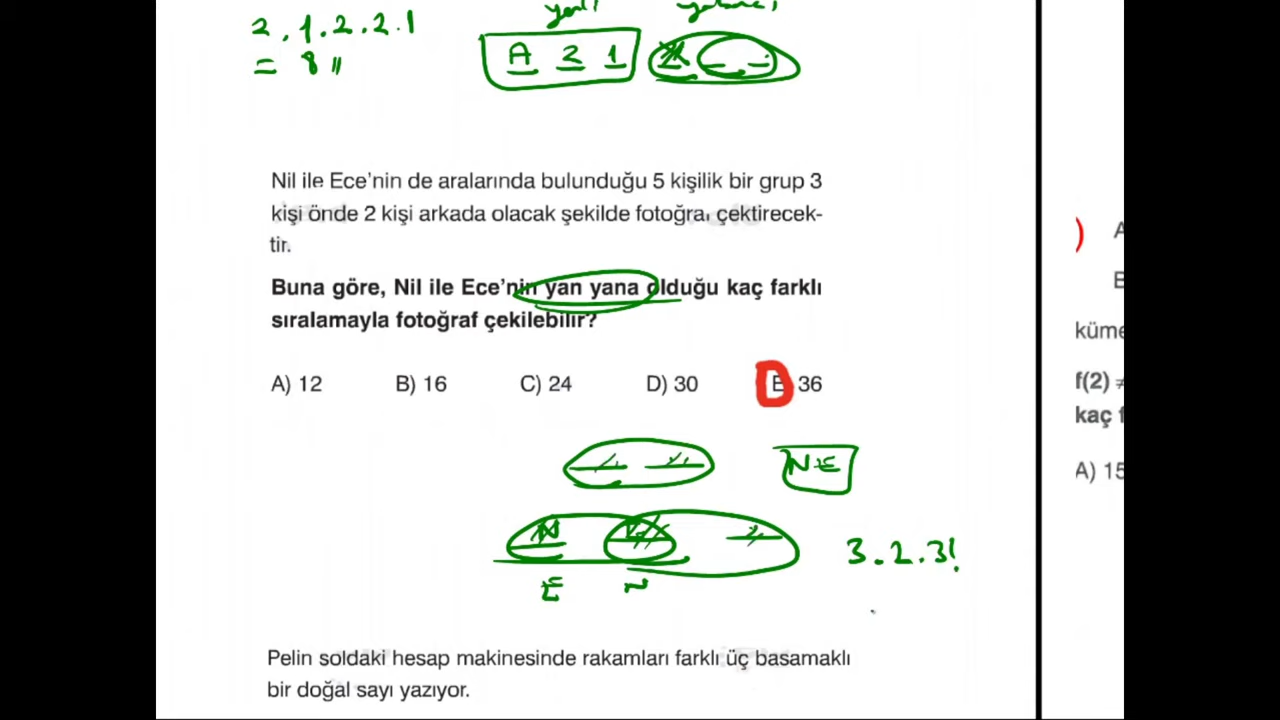 2.1.2.2.1
= 8 "
A 2 1
Nil ile Ece'nin de aralarında bulunduğu 5 kişilik bir grup 3
kişi önde 2 kişi arkada olacak şekilde fotoğraf çektirecek-
tir.
Buna göre, Nil ile Ece'nin yan yana olduğu kaç farklı
sıralamayla fotoğraf çekilebilir?
A) 12 B) 16 C) 24 D) 30 E) 36
N E
N
3.2.3!
E N
Pelin soldaki hesap makinesinde rakamları farklı üç basamaklı
bir doğal sayı yazıyor.
)
küme
f(2) ≠
kaç f
A) 15